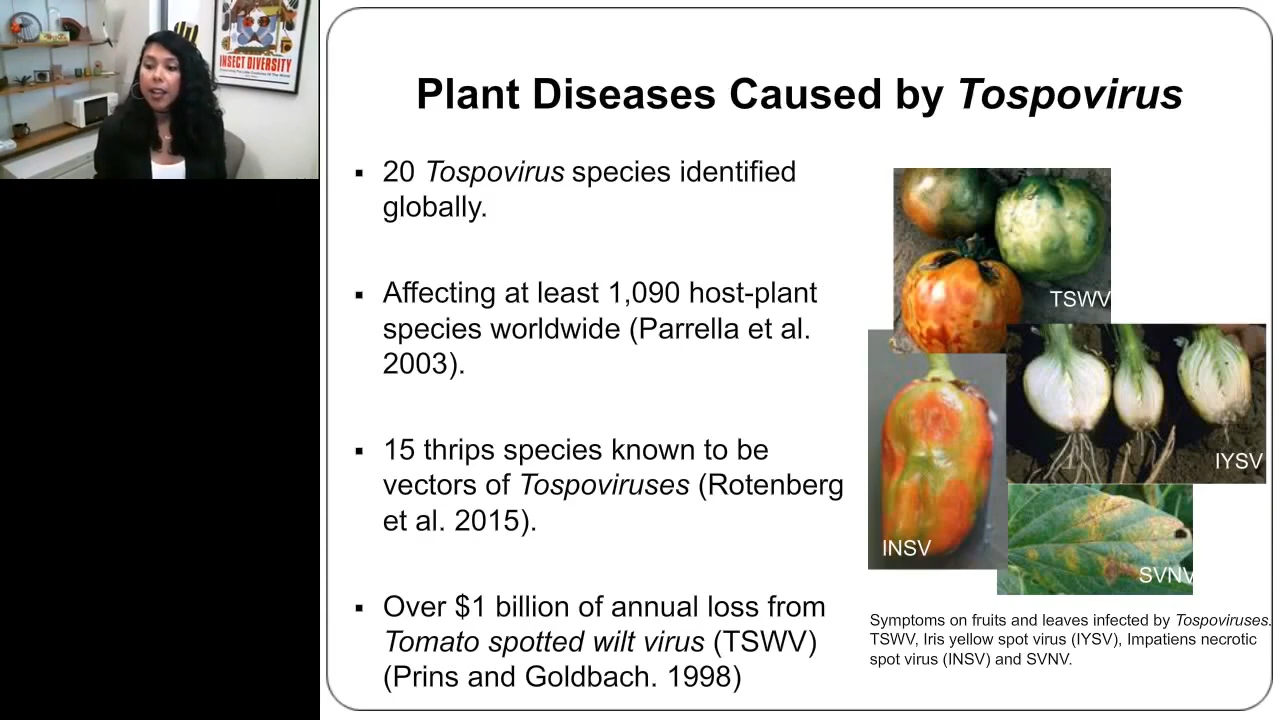 INSECT DIVERSITY
Plant Diseases Caused by Tospovirus
▪ 20 Tospovirus species identified
globally.
▪ Affecting at least 1,090 host-plant
species worldwide (Parrella et al.
2003).
▪ 15 thrips species known to be
vectors of Tospoviruses (Rotenberg
et al. 2015).
▪ Over $1 billion of annual loss from
Tomato spotted wilt virus (TSWV)
(Prins and Goldbach. 1998)
TSWV
IYSV
INSV
SVNV
Symptoms on fruits and leaves infected by Tospoviruses.
TSWV, Iris yellow spot virus (IYSV), Impatiens necrotic
spot virus (INSV) and SVNV.